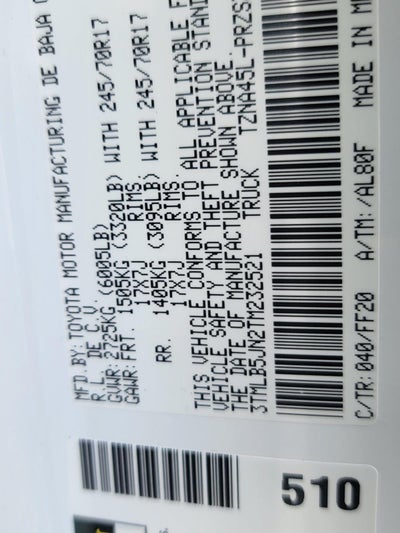 MFD BY:TOYOTA MOTOR MANUFACTURING DE BAJA
R.L. DE C.V.
GVWR:2725KG(6005LB)
GAWR:FRT. 1505KG (3320LB) WITH 245/70R17
17X7J RIMS.
RR. 1405KG (3095LB) WITH 245/70R17
17X7J RIMS.
THIS VEHICLE CONFORMS TO ALL APPLICABLE F
VEHICLE SAFETY AND THEFT PREVENTION STAND
THE DATE OF MANUFACTURE SHOWN ABOVE.
3TMLB5JN2TM232521 TRUCK TZNA45L-PRZS
C/TR: 040/FF20 A/TM: /AL80F MADE IN M
510